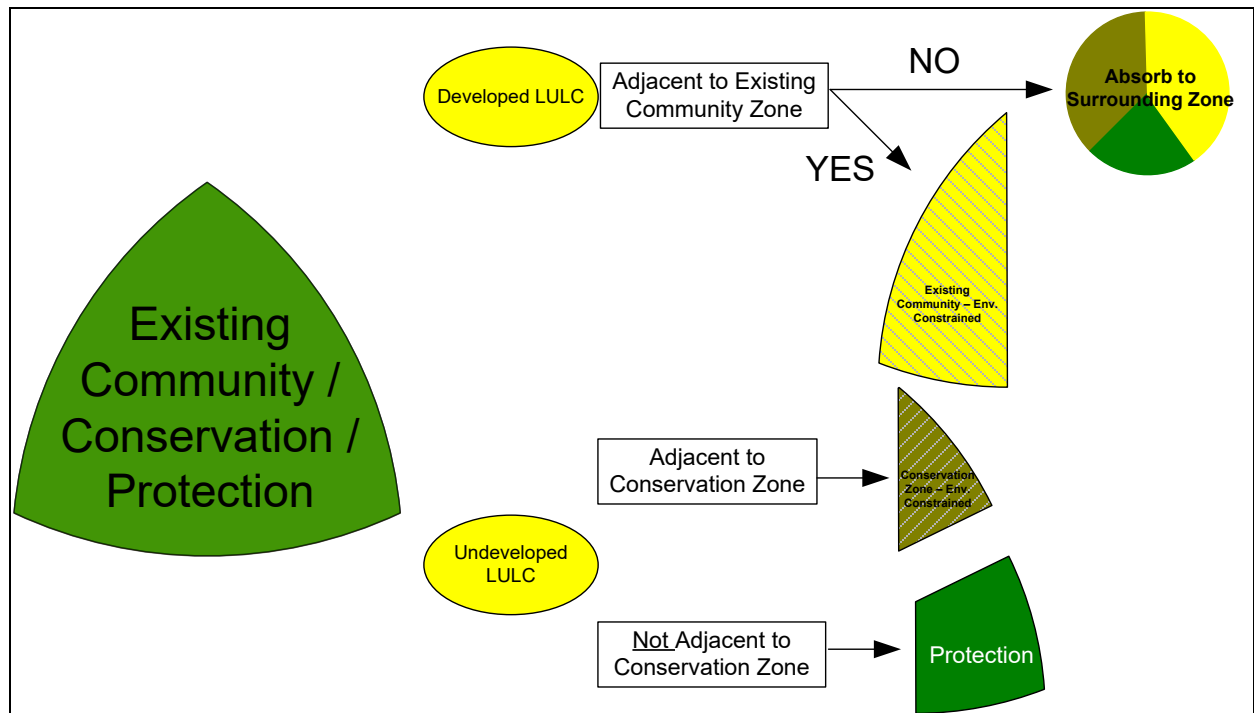 Existing
Community /
Conservation /
Protection
Developed LULC
Adjacent to Existing
Community Zone
NO
YES
Absorb to
Surrounding Zone
Existing
Community – Env.
Constrained
Undeveloped
LULC
Adjacent to
Conservation Zone
Conservation
Zone – Env.
Constrained
Not Adjacent to
Conservation Zone
Protection